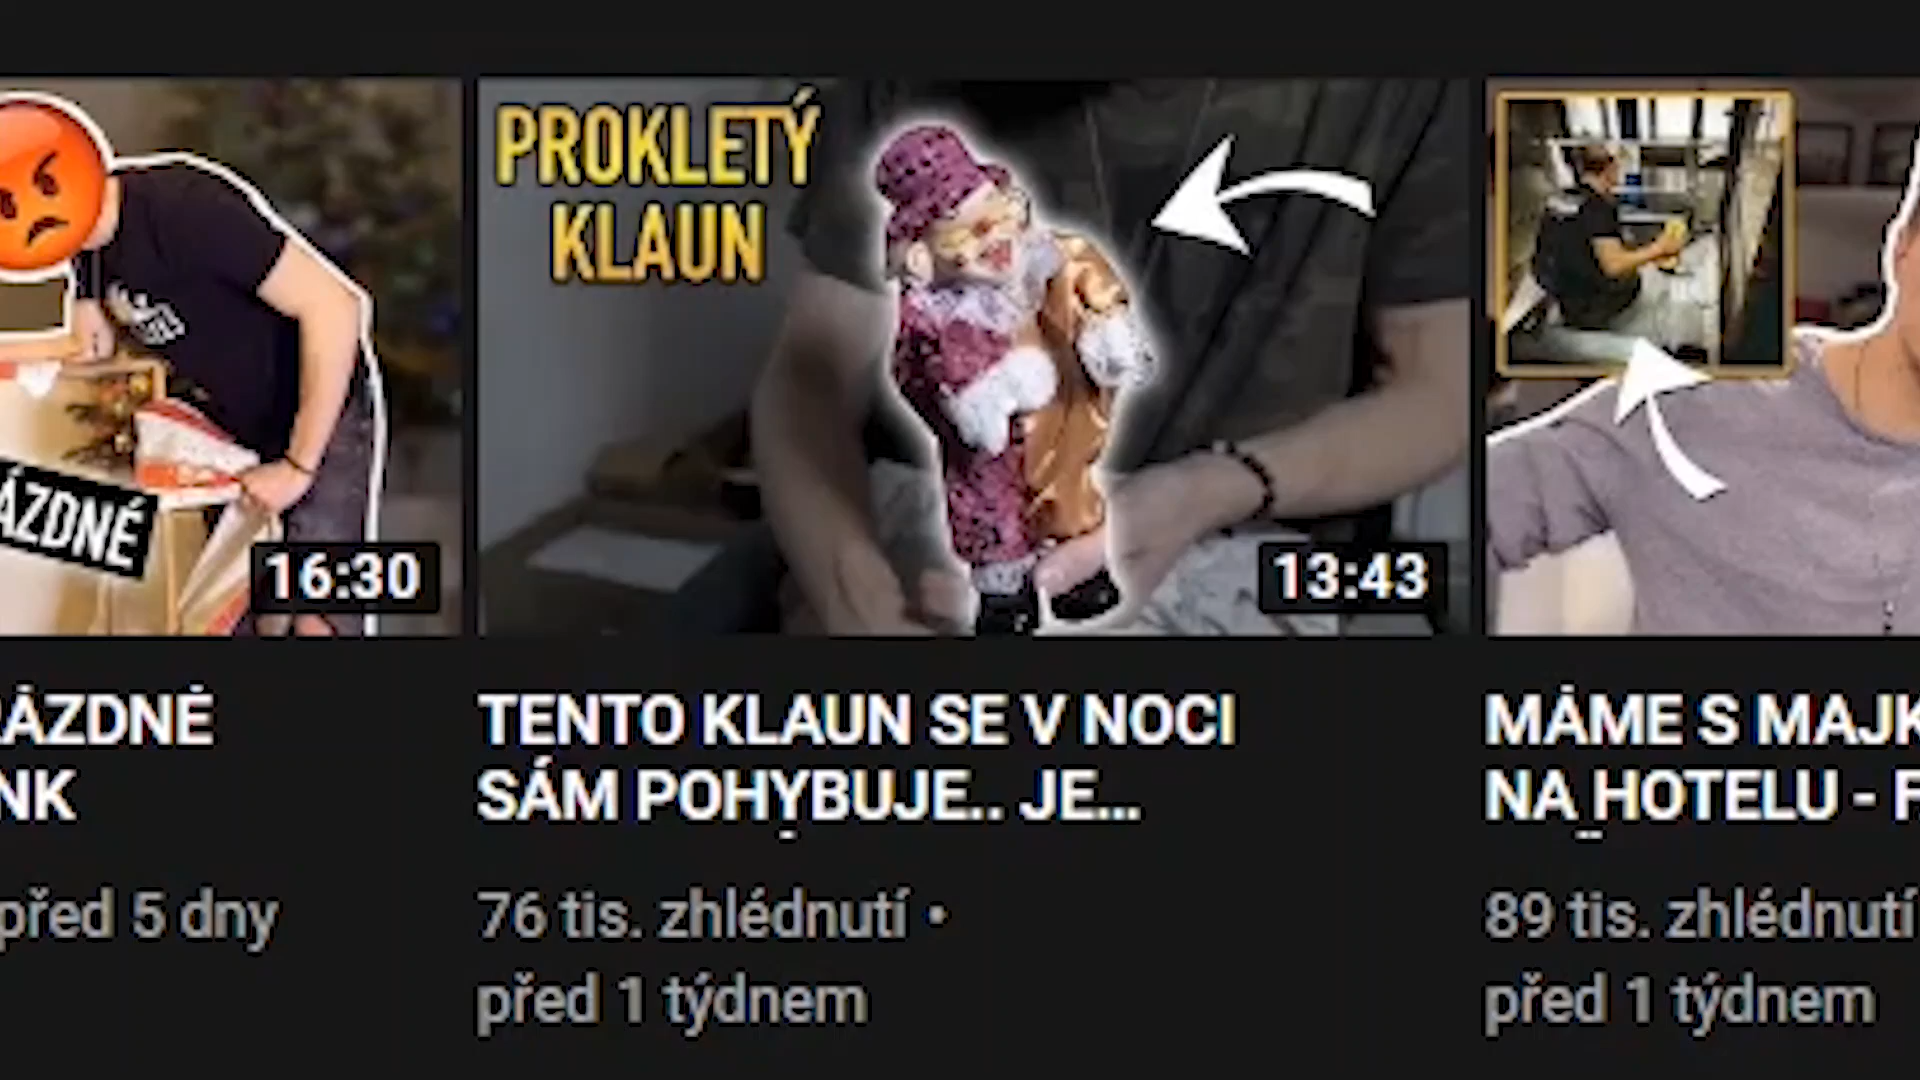 ÁZDNÉ
16:30
PROKLETÝ
KLAUN
13:43
RÁZDNÉ
NK
před 5 dny
TENTO KLAUN SE V NOCI
SÁM POHYBUJE.. JE...
76 tis. zhlédnutí •
před 1 týdnem
MÁME S MAJK
NA HOTELU - F
89 tis. zhlédnutí
před 1 týdnem